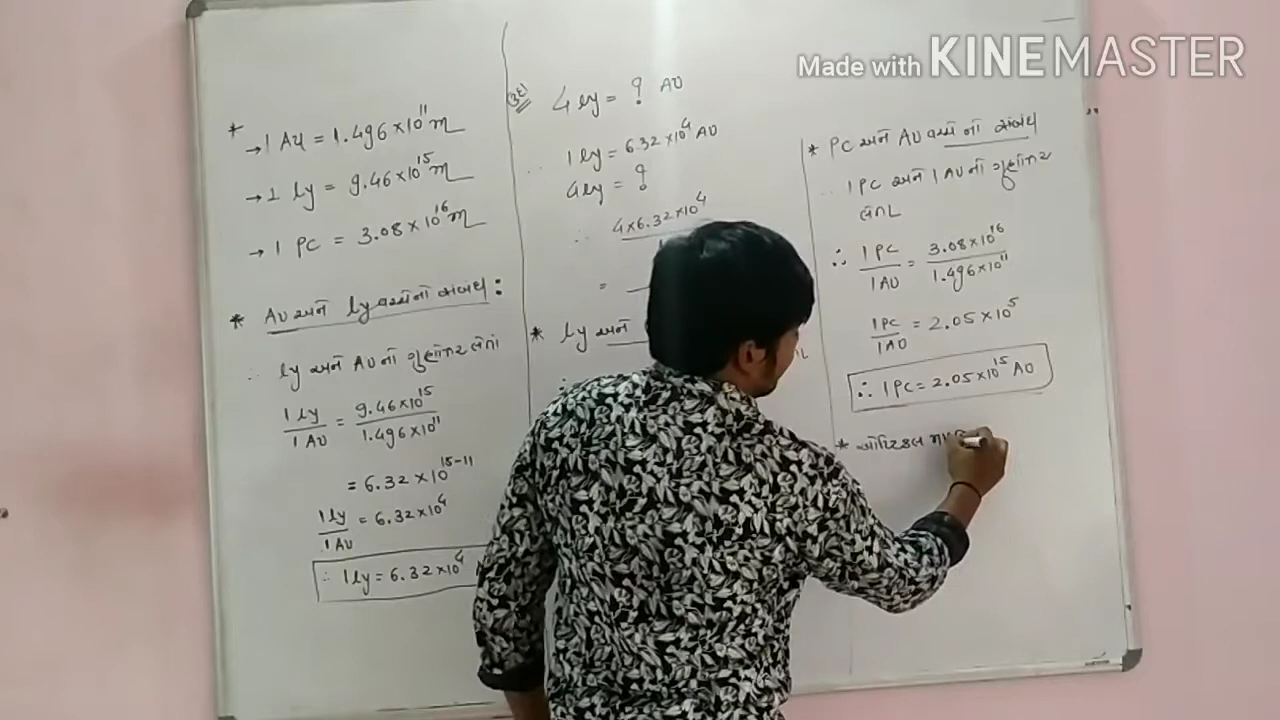 Made with KINEMASTER
* → 1 AU = 1.496×10¹¹ m
→ 1 ly = 9.46×10¹⁵ m
→ 1 PC = 3.08×10¹⁶ m
* AU અને ly વચ્ચેનો સંબંધ :
∴ ly અને AU નો ગુણોત્તર લેતાં
1 ly / 1 AU = 9.46×10¹⁵ / 1.496×10¹¹
= 6.32×10¹⁵⁻¹¹
1 ly / 1 AU = 6.32×10⁴
∴ 1 ly = 6.32×10⁴
4 ly = ? AU
∴ 1 ly = 6.32×10⁴ AU
4 ly = ?
∴ 4×6.32×10⁴
=
* ly અને
∴
* PC અને AU વચ્ચેનો સંબંધ
∴ 1 PC અને 1 AU નો ગુણોત્તર
લેતાં
∴ 1 PC / 1 AU = 3.08×10¹⁶ / 1.496×10¹¹
1 PC / 1 AU = 2.05×10⁵
∴ 1 PC = 2.05×10¹⁵ AU
* ઓપ્ટિકલ